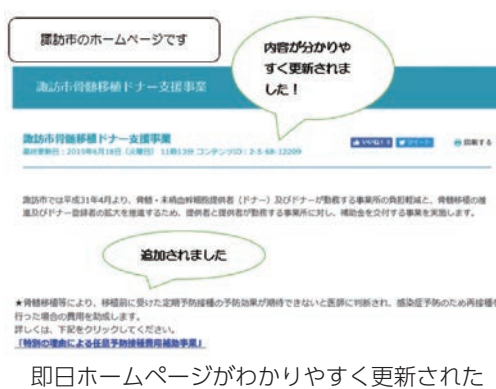 諏訪市のホームページです
内容が分かりや
すく更新されま
した！
諏訪市骨髄移植ドナー支援事業
諏訪市骨髄移植ドナー支援事業
最終更新日：2019年6月18日（火曜日） 11時13分 コンテンツID：2-5-68-12209
いいね！ ツイート 印刷する
諏訪市では平成31年4月より、骨髄・末梢血幹細胞提供者（ドナー）及びドナーが勤務する事業所の負担軽減と、骨髄移植の推
進及びドナー登録者の拡大を推進するため、提供者と提供者が勤務する事業所に対し、補助金を交付する事業を実施します。
追加されました
★骨髄移植等により、移植前に受けた定期予防接種の予防効果が期待できないと医師に判断され、感染症予防のため再接種を
行った場合の費用を助成します。
詳しくは、下記をクリックしてください。
「特別の理由による任意予防接種費用補助事業」
即日ホームページがわかりやすく更新された